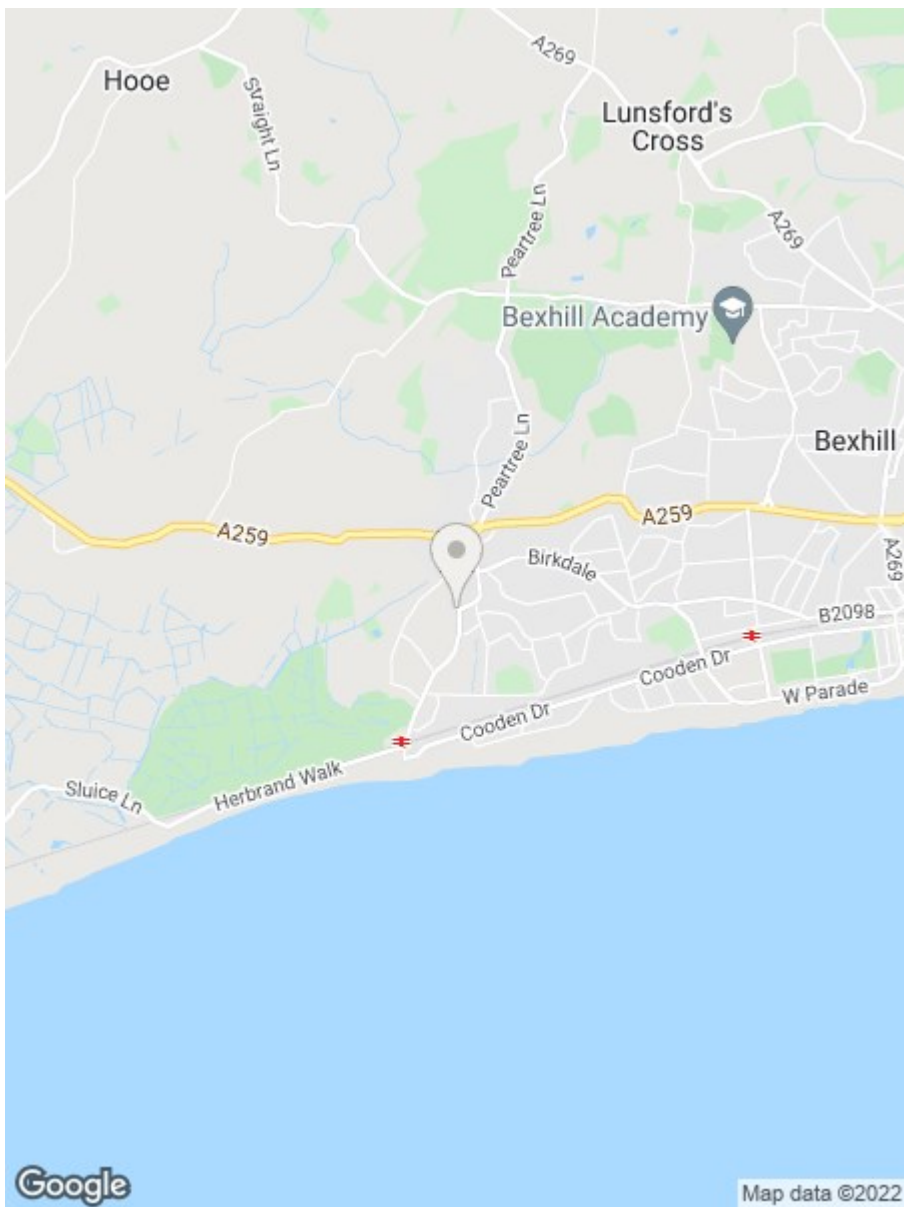 A269
Hooe
Straight Ln
Lunsford's
Cross
Peartree Ln
A269
Bexhill Academy
Bexhill
Peartree Ln
A259
A259
A269
Birkdale
B2098
Cooden Dr
W Parade
Cooden Dr
Herbrand Walk
Sluice Ln
Google
Map data ©2022